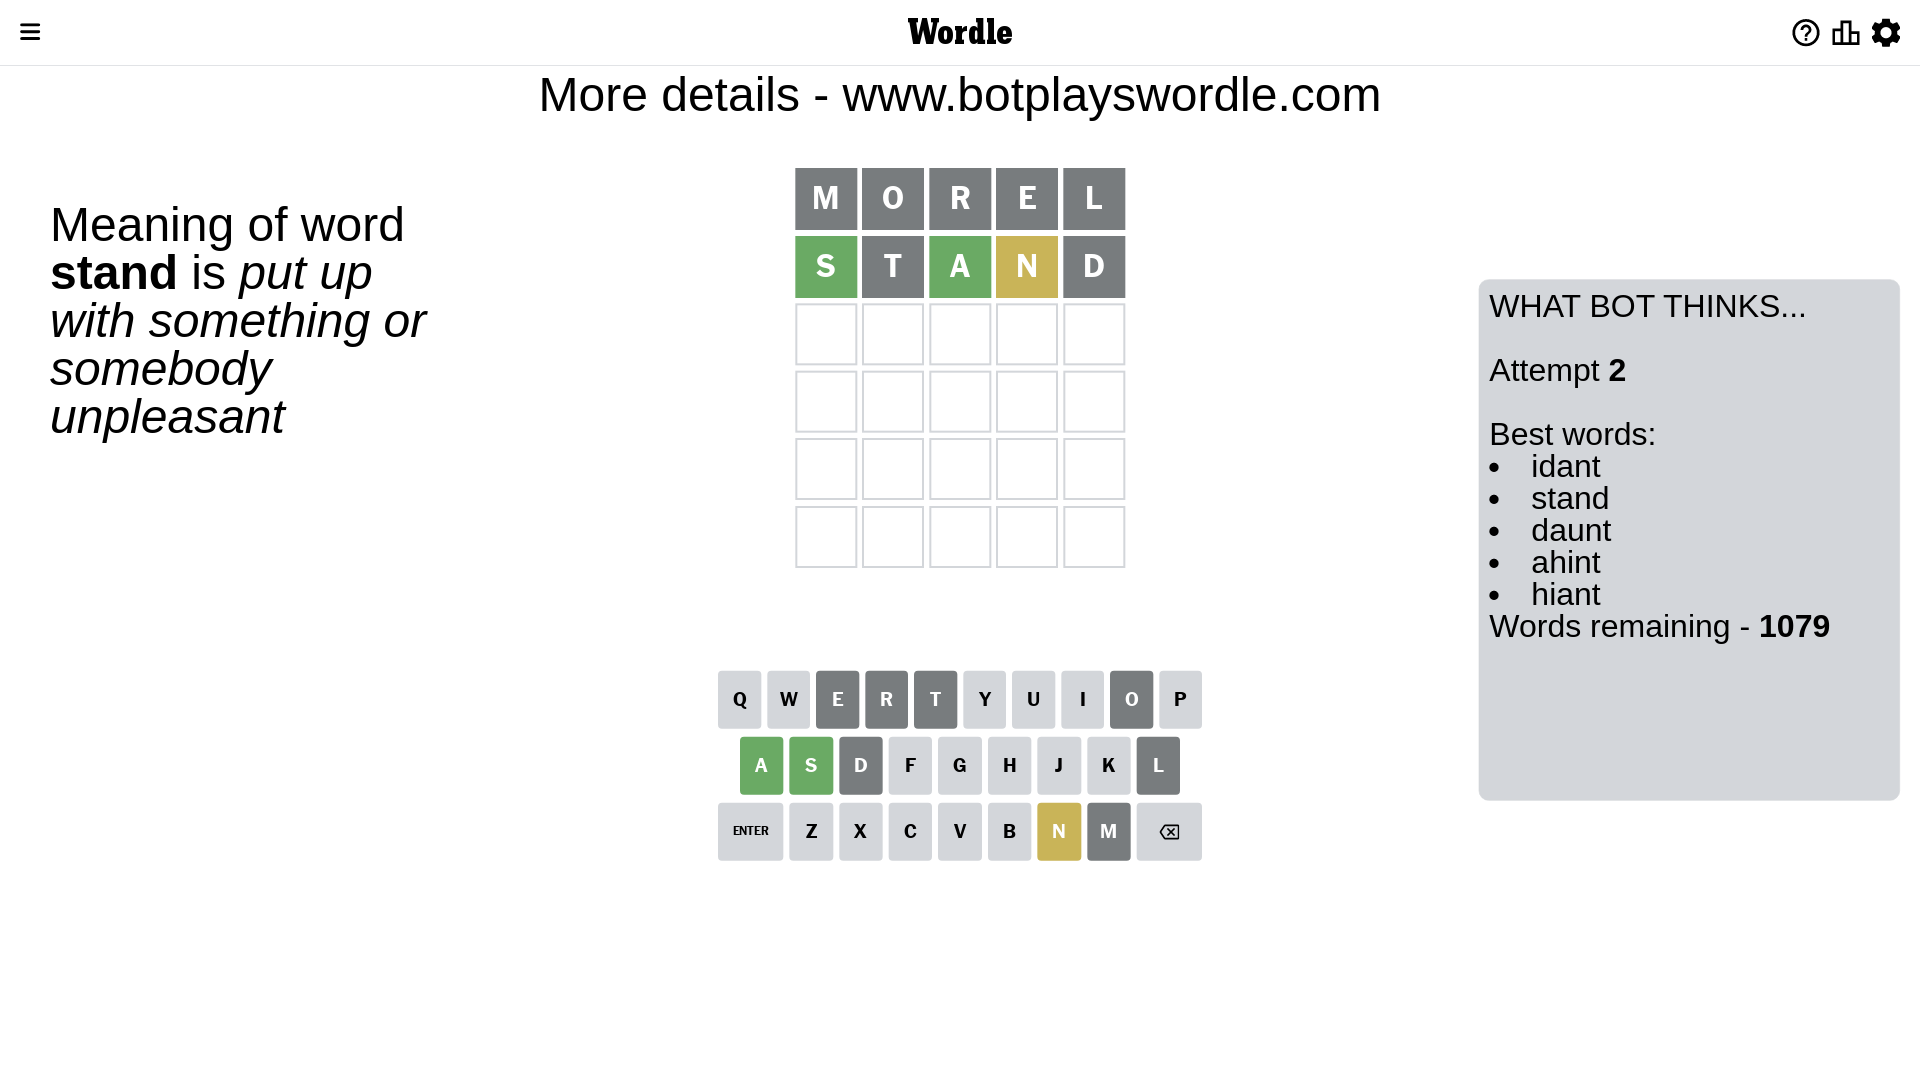 Wordle
More details - www.botplayswordle.com
Meaning of word
stand is put up
with something or
somebody
unpleasant
M O R E L
S T A N D
WHAT BOT THINKS...
Attempt 2
Best words:
• idant
• stand
• daunt
• ahint
• hiant
Words remaining - 1079
Q W E R T Y U I O P
A S D F G H J K L
ENTER Z X C V B N M